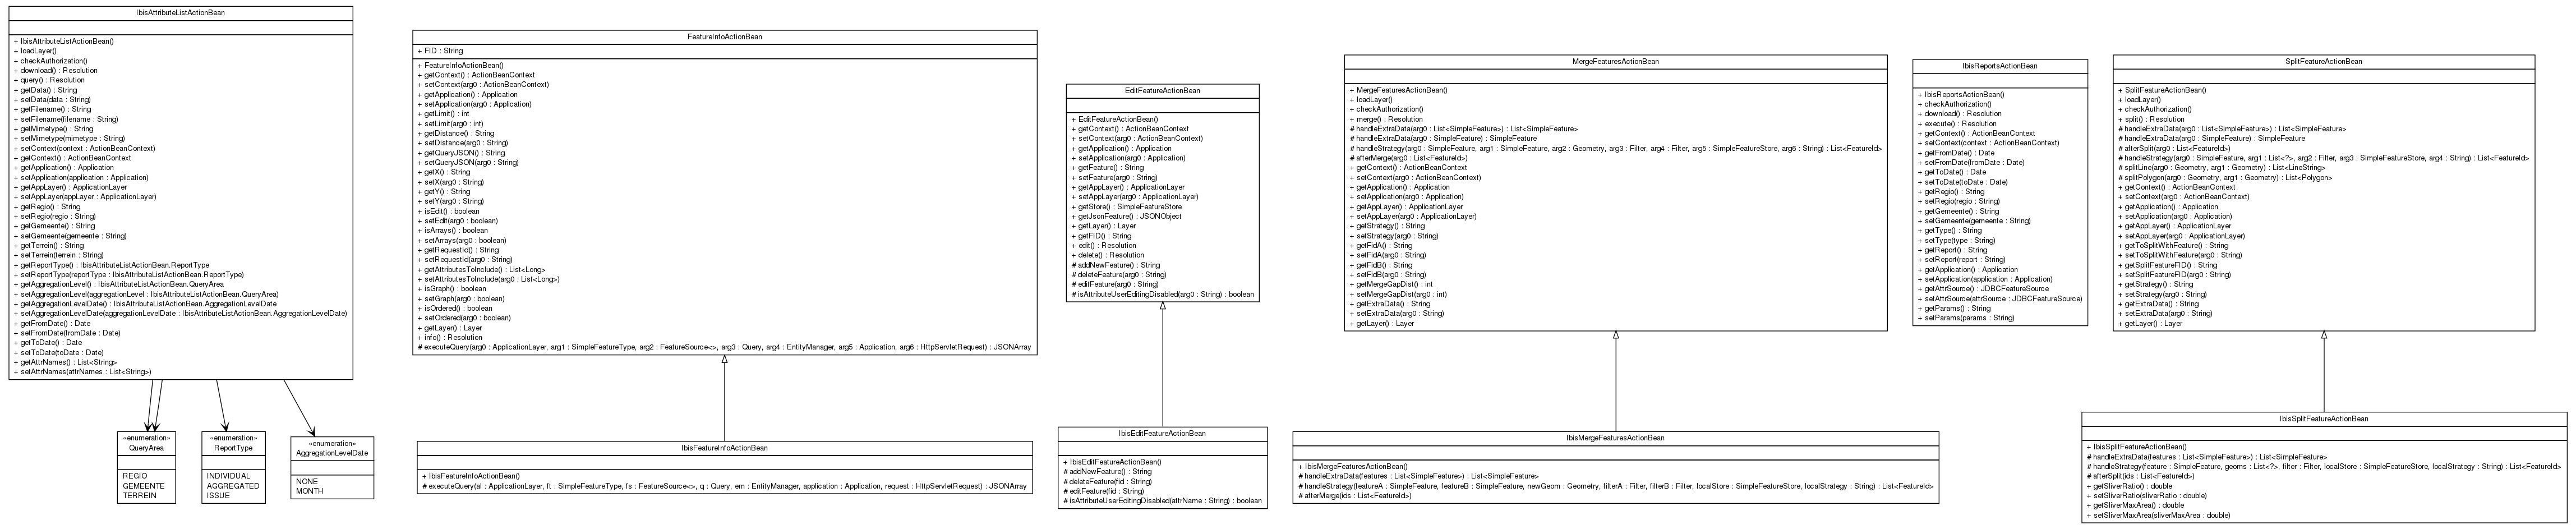 IbisAttributeListActionBean
+ IbisAttributeListActionBean()
+ loadLayer()
+ checkAuthorization()
+ download() : Resolution
+ query() : Resolution
+ getData() : String
+ setData(data : String)
+ getFilename() : String
+ setFilename(filename : String)
+ getMimetype() : String
+ setMimetype(mimetype : String)
+ setContext(context : ActionBeanContext)
+ getContext() : ActionBeanContext
+ getApplication() : Application
+ setApplication(application : Application)
+ getAppLayer() : ApplicationLayer
+ setAppLayer(appLayer : ApplicationLayer)
+ getRegio() : String
+ setRegio(regio : String)
+ getGemeente() : String
+ setGemeente(gemeente : String)
+ getTerrein() : String
+ setTerrein(terrein : String)
+ getReportType() : IbisAttributeListActionBean.ReportType
+ setReportType(reportType : IbisAttributeListActionBean.ReportType)
+ getAggregationLevel() : IbisAttributeListActionBean.QueryArea
+ setAggregationLevel(aggregationLevel : IbisAttributeListActionBean.QueryArea)
+ getAggregationLevelDate() : IbisAttributeListActionBean.AggregationLevelDate
+ setAggregationLevelDate(aggregationLevelDate : IbisAttributeListActionBean.AggregationLevelDate)
+ getFromDate() : Date
+ setFromDate(fromDate : Date)
+ getToDate() : Date
+ setToDate(toDate : Date)
+ getAttrNames() : List<String>
+ setAttrNames(attrNames : List<String>)
«enumeration»
QueryArea
REGIO
GEMEENTE
TERREIN
«enumeration»
ReportType
INDIVIDUAL
AGGREGATED
ISSUE
«enumeration»
AggregationLevelDate
NONE
MONTH
FeatureInfoActionBean
+ FID : String
+ FeatureInfoActionBean()
+ getContext() : ActionBeanContext
+ setContext(arg0 : ActionBeanContext)
+ getApplication() : Application
+ setApplication(arg0 : Application)
+ getLimit() : int
+ setLimit(arg0 : int)
+ getDistance() : String
+ setDistance(arg0 : String)
+ getQueryJSON() : String
+ setQueryJSON(arg0 : String)
+ getX() : String
+ setX(arg0 : String)
+ getY() : String
+ setY(arg0 : String)
+ isEdit() : boolean
+ setEdit(arg0 : boolean)
+ isArrays() : boolean
+ setArrays(arg0 : boolean)
+ getRequestId() : String
+ setRequestId(arg0 : String)
+ getAttributesToInclude() : List<Long>
+ setAttributesToInclude(arg0 : List<Long>)
+ isGraph() : boolean
+ setGraph(arg0 : boolean)
+ isOrdered() : boolean
+ setOrdered(arg0 : boolean)
+ getLayer() : Layer
+ info() : Resolution
# executeQuery(arg0 : ApplicationLayer, arg1 : SimpleFeatureType, arg2 : FeatureSource<>, arg3 : Query, arg4 : EntityManager, arg5 : Application, arg6 : HttpServletRequest) : JSONArray
IbisFeatureInfoActionBean
+ IbisFeatureInfoActionBean()
# executeQuery(al : ApplicationLayer, ft : SimpleFeatureType, fs : FeatureSource<>, q : Query, em : EntityManager, application : Application, request : HttpServletRequest) : JSONArray
EditFeatureActionBean
+ EditFeatureActionBean()
+ getContext() : ActionBeanContext
+ setContext(arg0 : ActionBeanContext)
+ getApplication() : Application
+ setApplication(arg0 : Application)
+ getFeature() : String
+ setFeature(arg0 : String)
+ getAppLayer() : ApplicationLayer
+ setAppLayer(arg0 : ApplicationLayer)
+ getStore() : SimpleFeatureStore
+ getJsonFeature() : JSONObject
+ getLayer() : Layer
+ getFID() : String
+ edit() : Resolution
+ delete() : Resolution
# addNewFeature() : String
# deleteFeature(arg0 : String)
# editFeature(arg0 : String)
# isAttributeUserEditingDisabled(arg0 : String) : boolean
IbisEditFeatureActionBean
+ IbisEditFeatureActionBean()
# addNewFeature() : String
# deleteFeature(fid : String)
# editFeature(fid : String)
# isAttributeUserEditingDisabled(attrName : String) : boolean
MergeFeaturesActionBean
+ MergeFeaturesActionBean()
+ loadLayer()
+ checkAuthorization()
+ merge() : Resolution
# handleExtraData(arg0 : List<SimpleFeature>) : List<SimpleFeature>
# handleExtraData(arg0 : SimpleFeature) : SimpleFeature
# handleStrategy(arg0 : SimpleFeature, arg1 : SimpleFeature, arg2 : Geometry, arg3 : Filter, arg4 : Filter, arg5 : SimpleFeatureStore, arg6 : String) : List<FeatureId>
# afterMerge(arg0 : List<FeatureId>)
+ getContext() : ActionBeanContext
+ setContext(arg0 : ActionBeanContext)
+ getApplication() : Application
+ setApplication(arg0 : Application)
+ getAppLayer() : ApplicationLayer
+ setAppLayer(arg0 : ApplicationLayer)
+ getStrategy() : String
+ setStrategy(arg0 : String)
+ getFidA() : String
+ setFidA(arg0 : String)
+ getFidB() : String
+ setFidB(arg0 : String)
+ getMergeGapDist() : int
+ setMergeGapDist(arg0 : int)
+ getExtraData() : String
+ setExtraData(arg0 : String)
+ getLayer() : Layer
IbisMergeFeaturesActionBean
+ IbisMergeFeaturesActionBean()
# handleExtraData(features : List<SimpleFeature>) : List<SimpleFeature>
# handleStrategy(featureA : SimpleFeature, featureB : SimpleFeature, newGeom : Geometry, filterA : Filter, filterB : Filter, localStore : SimpleFeatureStore, localStrategy : String) : List<FeatureId>
# afterMerge(ids : List<FeatureId>)
IbisReportsActionBean
+ IbisReportsActionBean()
+ checkAuthorization()
+ download() : Resolution
+ execute() : Resolution
+ getContext() : ActionBeanContext
+ setContext(context : ActionBeanContext)
+ getFromDate() : Date
+ setFromDate(fromDate : Date)
+ getToDate() : Date
+ setToDate(toDate : Date)
+ getRegio() : String
+ setRegio(regio : String)
+ getGemeente() : String
+ setGemeente(gemeente : String)
+ getType() : String
+ setType(type : String)
+ getReport() : String
+ setReport(report : String)
+ getApplication() : Application
+ setApplication(application : Application)
+ getAttrSource() : JDBCFeatureSource
+ setAttrSource(attrSource : JDBCFeatureSource)
+ getParams() : String
+ setParams(params : String)
SplitFeatureActionBean
+ SplitFeatureActionBean()
+ loadLayer()
+ checkAuthorization()
+ split() : Resolution
# handleExtraData(arg0 : List<SimpleFeature>) : List<SimpleFeature>
# handleExtraData(arg0 : SimpleFeature) : SimpleFeature
# afterSplit(arg0 : List<FeatureId>)
# handleStrategy(arg0 : SimpleFeature, arg1 : List<?>, arg2 : Filter, arg3 : SimpleFeatureStore, arg4 : String) : List<FeatureId>
# splitLine(arg0 : Geometry, arg1 : Geometry) : List<LineString>
# splitPolygon(arg0 : Geometry, arg1 : Geometry) : List<Polygon>
+ getContext() : ActionBeanContext
+ setContext(arg0 : ActionBeanContext)
+ getApplication() : Application
+ setApplication(arg0 : Application)
+ getAppLayer() : ApplicationLayer
+ setAppLayer(arg0 : ApplicationLayer)
+ getToSplitWithFeature() : String
+ setToSplitWithFeature(arg0 : String)
+ getSplitFeatureFID() : String
+ setSplitFeatureFID(arg0 : String)
+ getStrategy() : String
+ setStrategy(arg0 : String)
+ getExtraData() : String
+ setExtraData(arg0 : String)
+ getLayer() : Layer
IbisSplitFeatureActionBean
+ IbisSplitFeatureActionBean()
# handleExtraData(features : List<SimpleFeature>) : List<SimpleFeature>
# handleStrategy(feature : SimpleFeature, geoms : List<?>, filter : Filter, localStore : SimpleFeatureStore, localStrategy : String) : List<FeatureId>
# afterSplit(ids : List<FeatureId>)
+ getSliverRatio() : double
+ setSliverRatio(sliverRatio : double)
+ getSliverMaxArea() : double
+ setSliverMaxArea(sliverMaxArea : double)